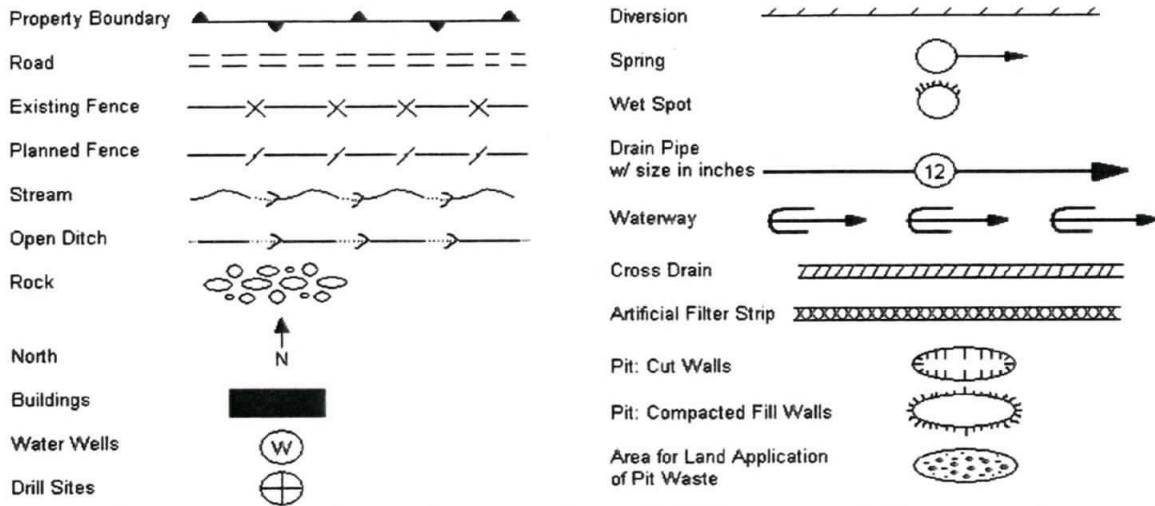 Property Boundary
Road
Existing Fence
Planned Fence
Stream
Open Ditch
Rock
North
N
Buildings
Water Wells
W
Drill Sites
Diversion
Spring
Wet Spot
Drain Pipe
w/ size in inches
12
Waterway
Cross Drain
Artificial Filter Strip
Pit: Cut Walls
Pit: Compacted Fill Walls
Area for Land Application
of Pit Waste